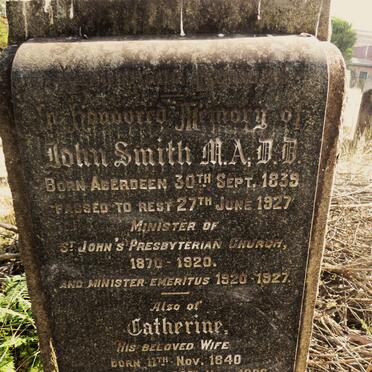 In Honoured Memory of
John Smith M.A., D.D.
BORN ABERDEEN 30TH SEPT. 1839
PASSED TO REST 27TH JUNE 1927
MINISTER OF
ST JOHN'S PRESBYTERIAN CHURCH,
1870-1920.
AND MINISTER EMERITUS 1920-1927.
Also of
Catherine,
HIS BELOVED WIFE
BORN 11TH NOV. 1840